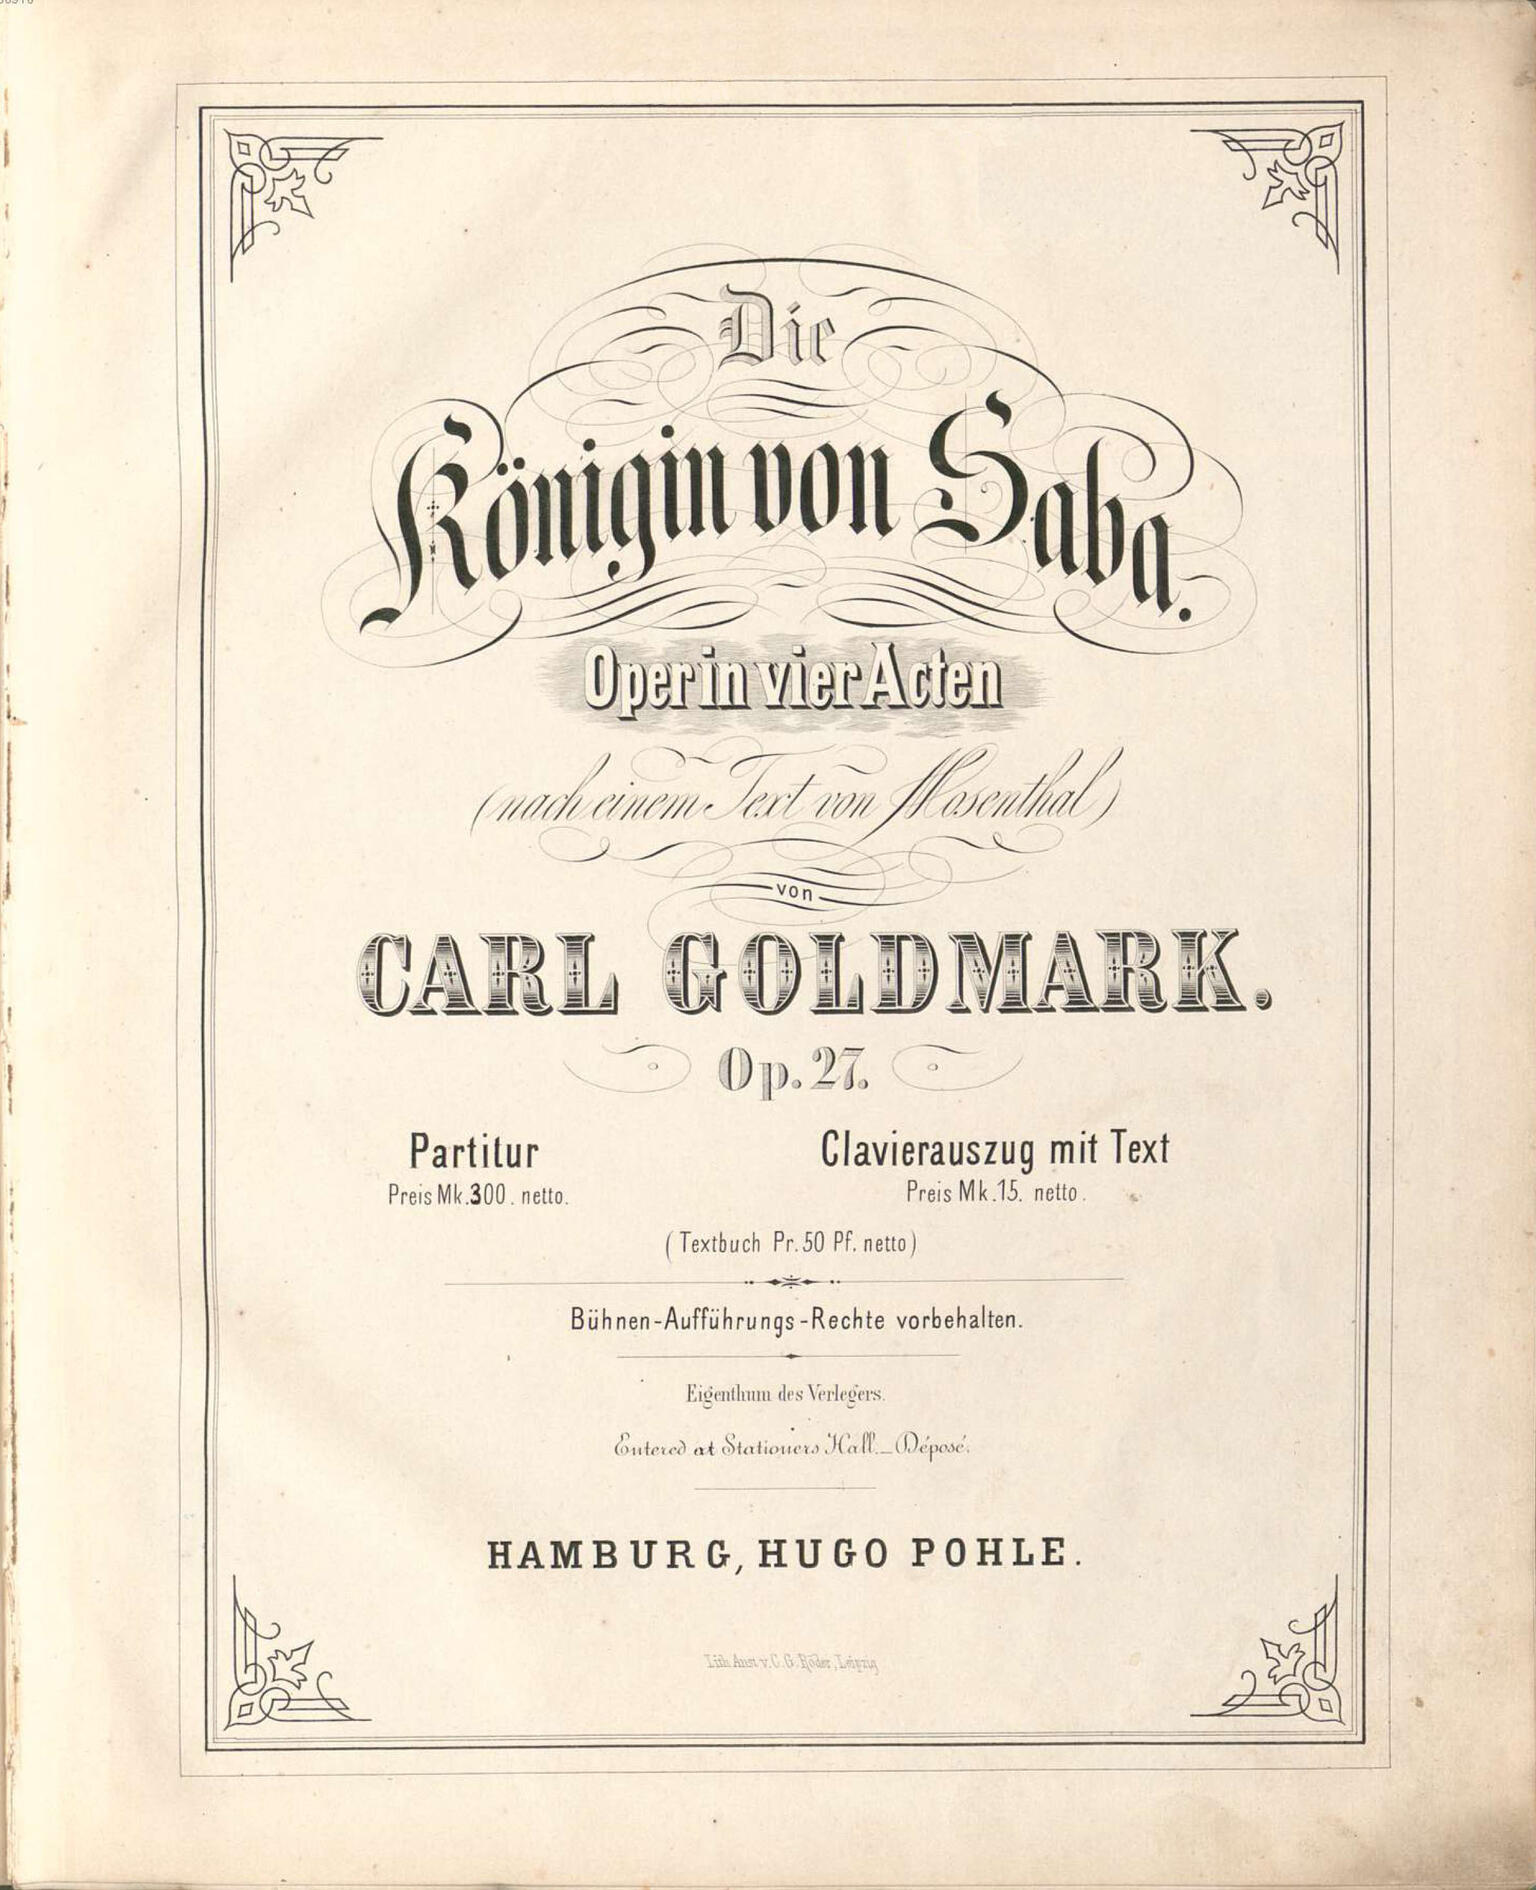 Die
Königin von Saba.
Oper in vier Acten
(nach einem Text von Mosenthal)
von
CARL GOLDMARK.
Op. 27.
Partitur
Preis Mk. 300. netto.
Clavierauszug mit Text
Preis Mk. 15. netto.
(Textbuch Pr. 50 Pf. netto)
Bühnen-Aufführungs-Rechte vorbehalten.
Eigenthum des Verlegers.
Entered at Stationers Hall._Déposé.
HAMBURG, HUGO POHLE.
Lith. Anst v. C. G. Röder, Leipzig